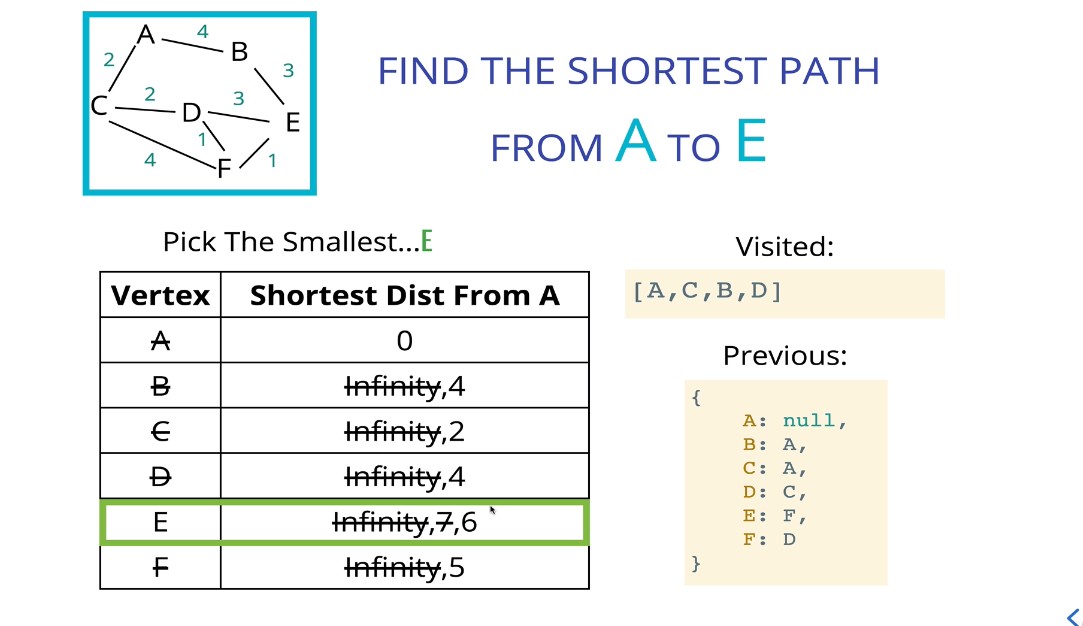 A 4 B
2 3
C 2 D 3 E
1
4 F 1
FIND THE SHORTEST PATH
FROM A TO E
Pick The Smallest...E
Vertex Shortest Dist From A
A 0
B Infinity,4
C Infinity,2
D Infinity,4
E Infinity,7,6
F Infinity,5
Visited:
[A,C,B,D]
Previous:
{
A: null,
B: A,
C: A,
D: C,
E: F,
F: D
}